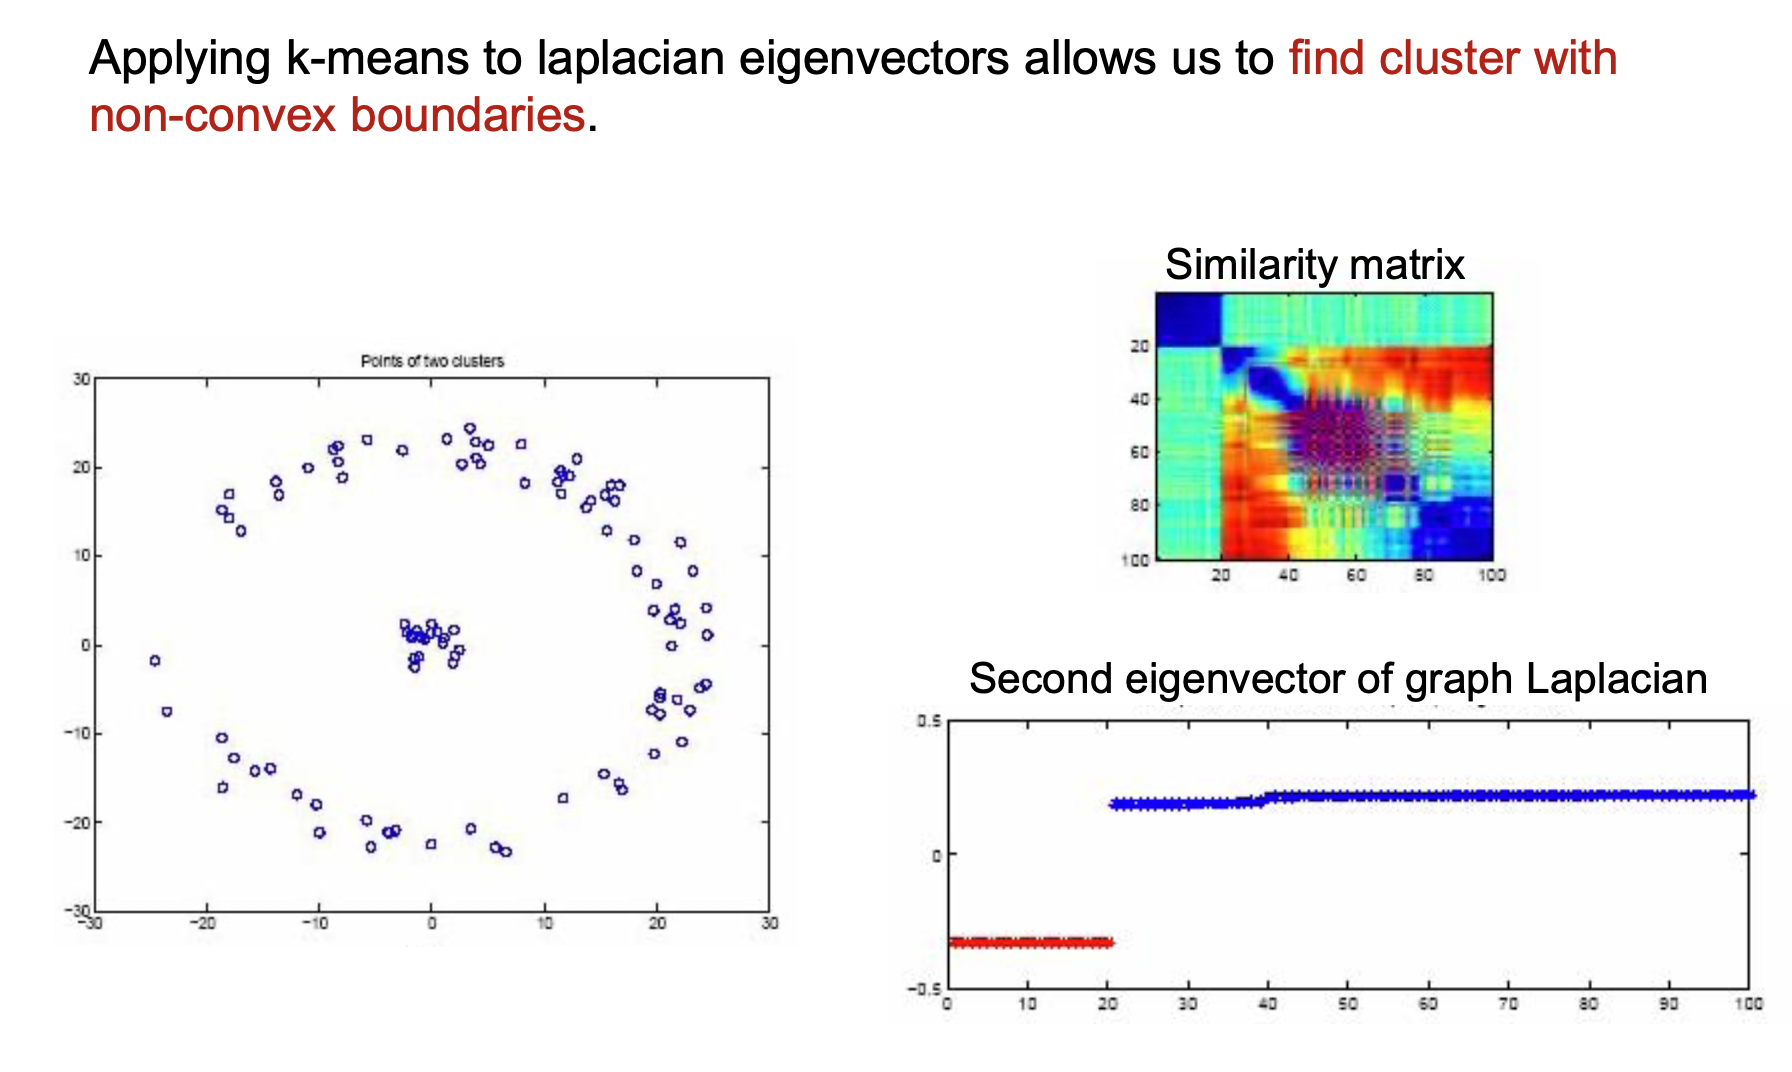 Applying k-means to laplacian eigenvectors allows us to find cluster with
non-convex boundaries.
Similarity matrix
20
40
60
80
100
20 40 60 80 100
Points of two clusters
30
20
10
0
-10
-20
-30
-30 -20 -10 0 10 20 30
Second eigenvector of graph Laplacian
0.5
0
-0.5
0 10 20 30 40 50 60 70 80 90 100